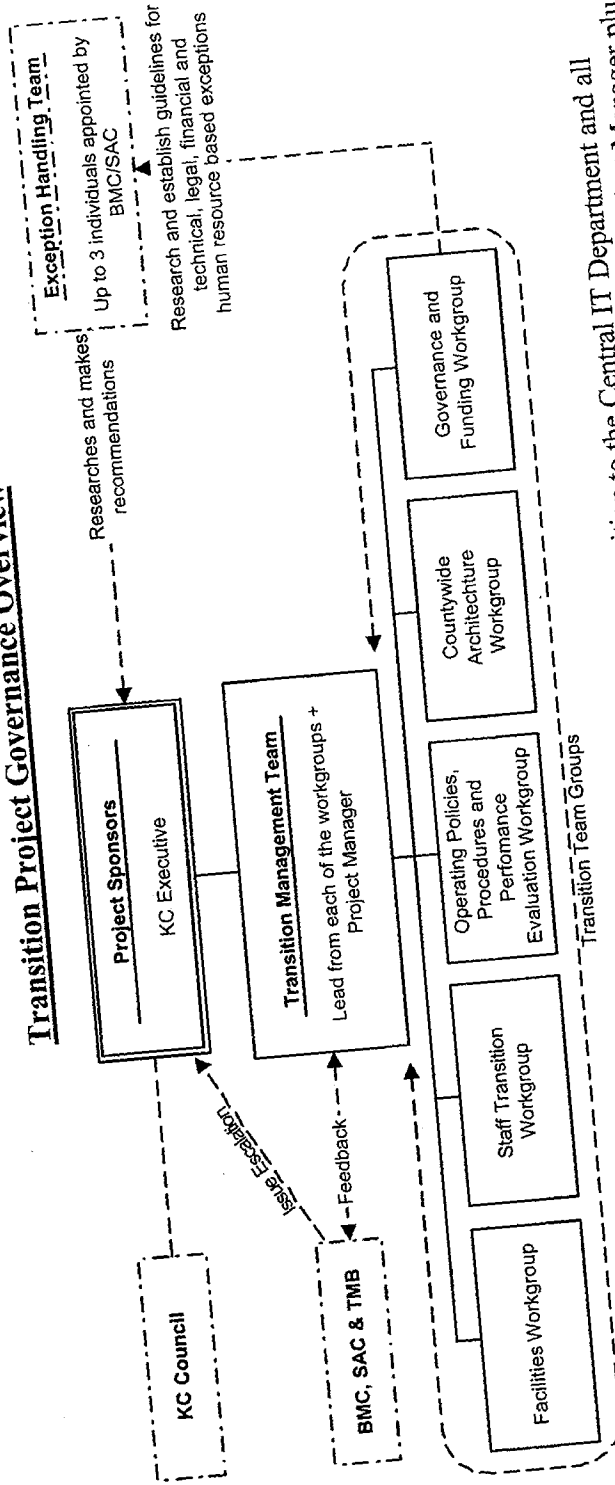 Transition Project Governance Overview
Exception Handling Team
Up to 3 individuals appointed by
BMC/SAC
Researches and makes
recommendations
Research and establish guidelines for
technical, legal, financial and
human resource based exceptions
Project Sponsors
KC Executive
KC Council
Issue Escalation
Transition Management Team
Lead from each of the workgroups +
Project Manager
BMC, SAC & TMB
Feedback
Facilities Workgroup
Staff Transition
Workgroup
Operating Policies,
Procedures and
Perfomance
Evaluation Workgroup
Countywide
Architechture
Workgroup
Governance and
Funding Workgroup
Transition Team Groups
to the Central IT Department and all
Manager plu